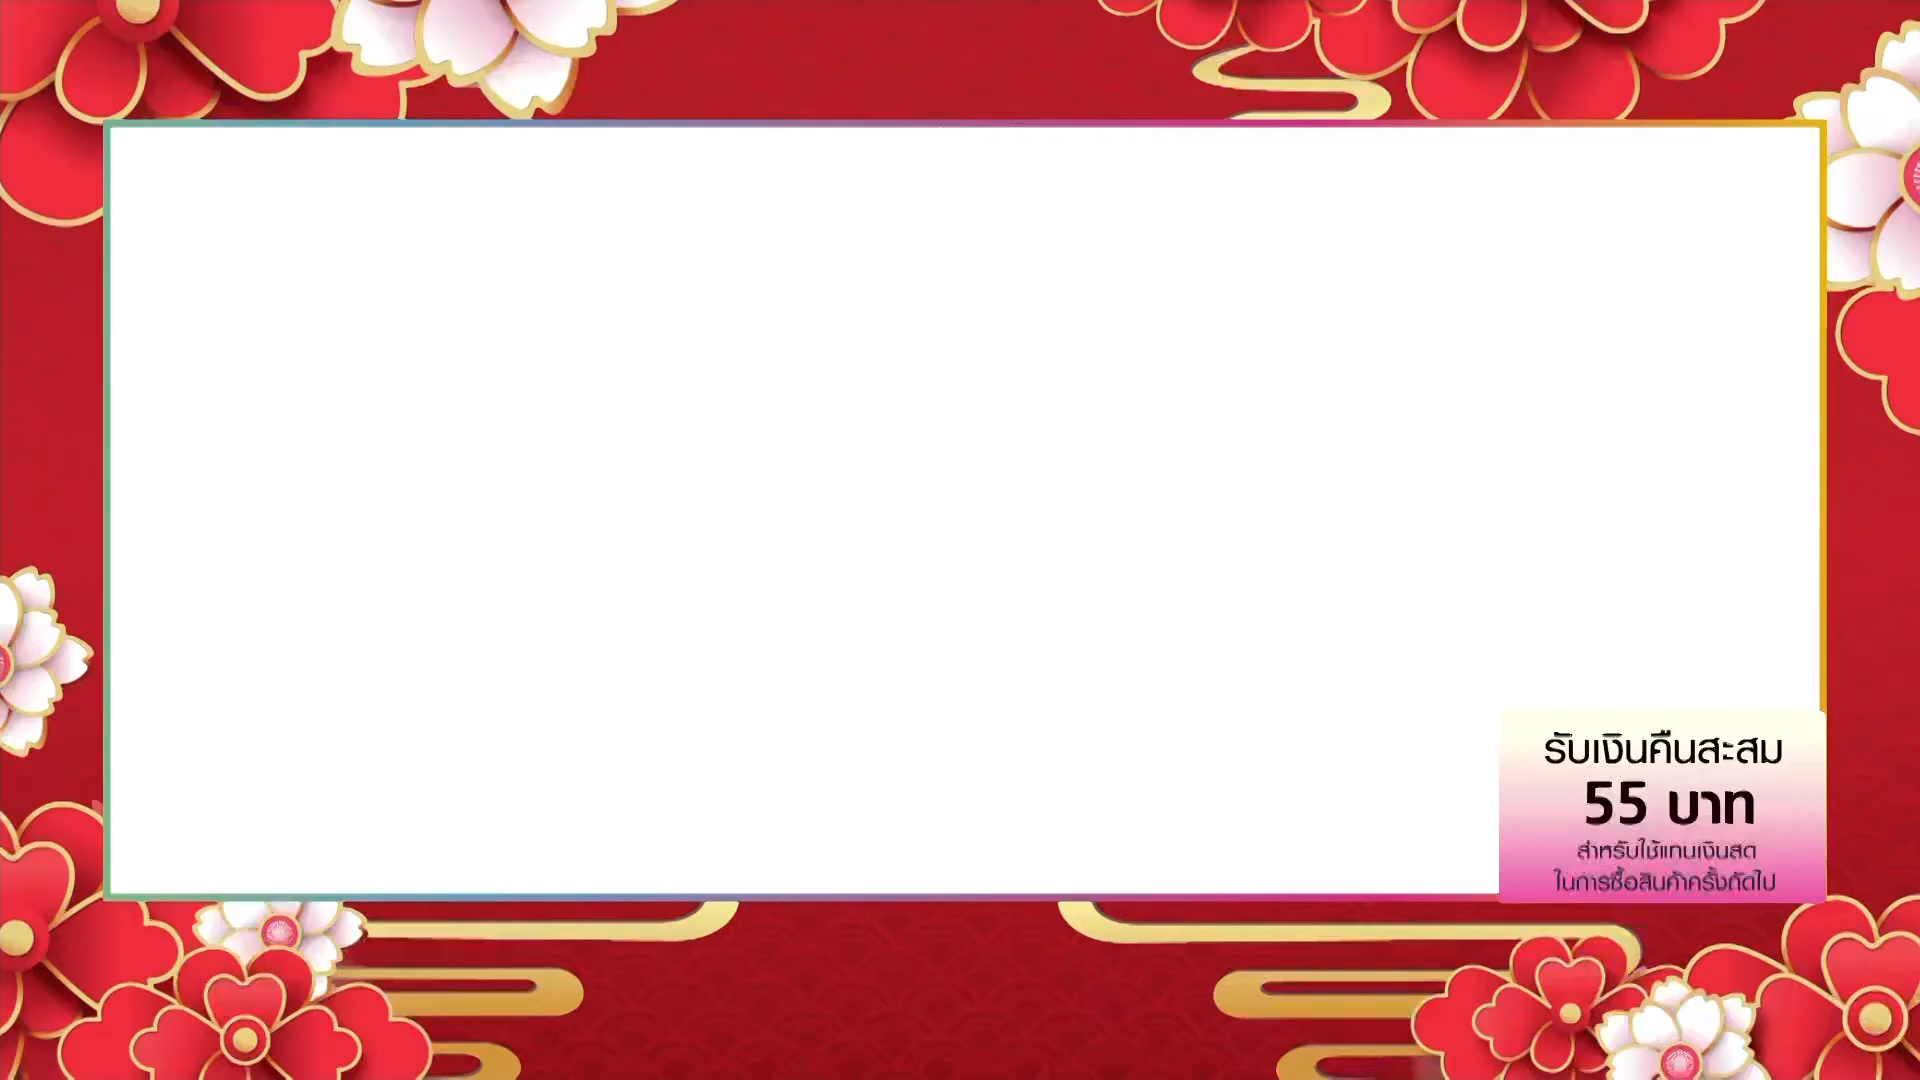 รับเงินคืนสะสม
55 บาท
สำหรับใช้แทนเงินสด
ในการซื้อสินค้าครั้งถัดไป